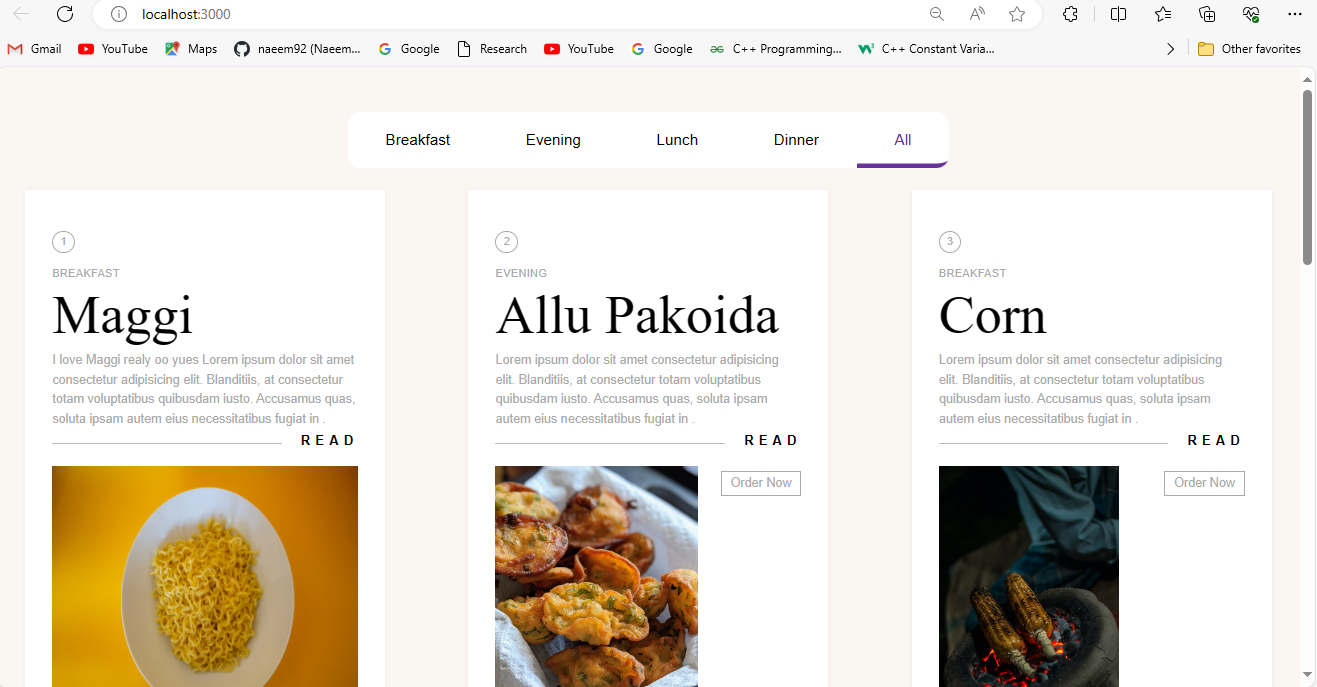 localhost:3000
Gmail YouTube Maps naeem92 (Naeem... Google Research YouTube Google C++ Programming... C++ Constant Varia... Other favorites
Breakfast Evening Lunch Dinner All
1
BREAKFAST
Maggi
I love Maggi realy oo yues Lorem ipsum dolor sit amet
consectetur adipisicing elit. Blanditiis, at consectetur
totam voluptatibus quibusdam iusto. Accusamus quas,
soluta ipsam autem eius necessitatibus fugiat in .
READ
2
EVENING
Allu Pakoida
Lorem ipsum dolor sit amet consectetur adipisicing
elit. Blanditiis, at consectetur totam voluptatibus
quibusdam iusto. Accusamus quas, soluta ipsam
autem eius necessitatibus fugiat in .
READ
Order Now
3
BREAKFAST
Corn
Lorem ipsum dolor sit amet consectetur adipisicing
elit. Blanditiis, at consectetur totam voluptatibus
quibusdam iusto. Accusamus quas, soluta ipsam
autem eius necessitatibus fugiat in .
READ
Order Now